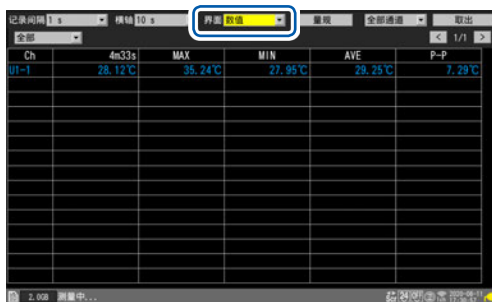 记录间隔 1 s 横轴 10 s 界面 数值 量规 全部通道 取出
全部 < 1/1 >
Ch 4m33s MAX MIN AVE P-P
U1-1 28.12℃ 35.24℃ 27.95℃ 29.25℃ 7.29℃
2.0GB 测量中...